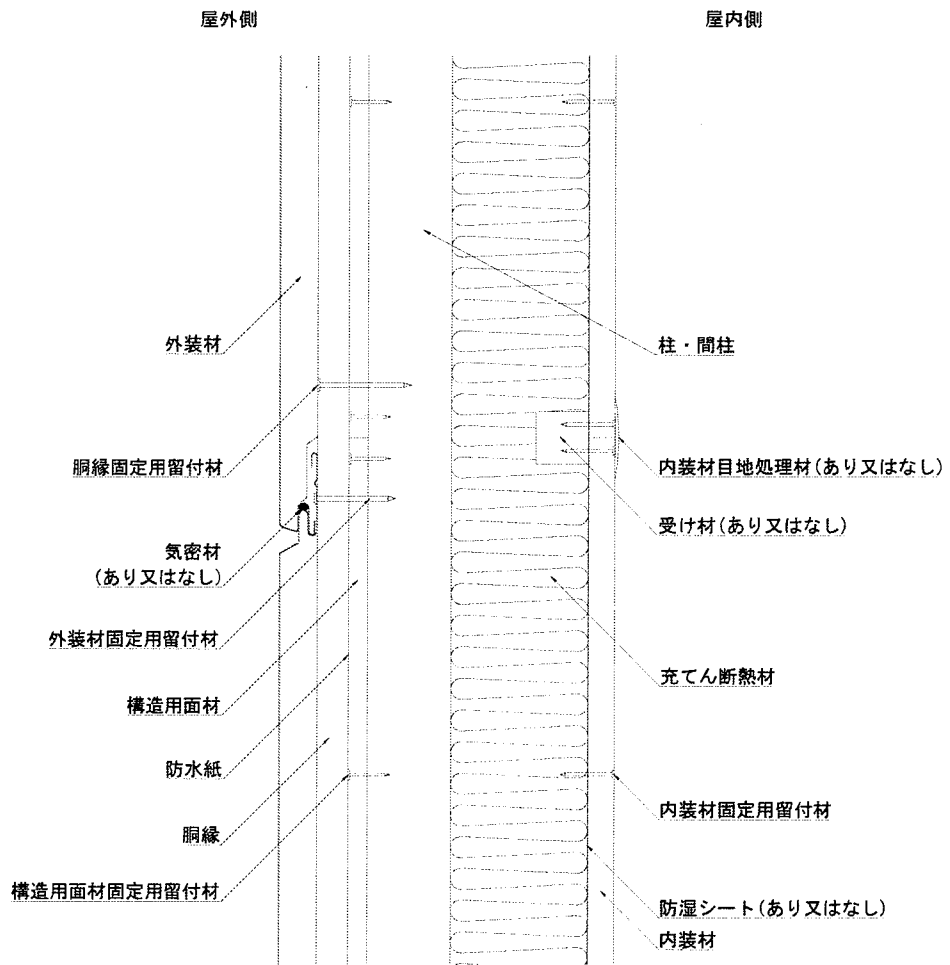 屋外側
屋内側
外装材
胴縁固定用留付材
気密材
(あり又はなし)
外装材固定用留付材
構造用面材
防水紙
胴縁
構造用面材固定用留付材
柱・間柱
内装材目地処理材(あり又はなし)
受け材(あり又はなし)
充てん断熱材
内装材固定用留付材
防湿シート(あり又はなし)
内装材